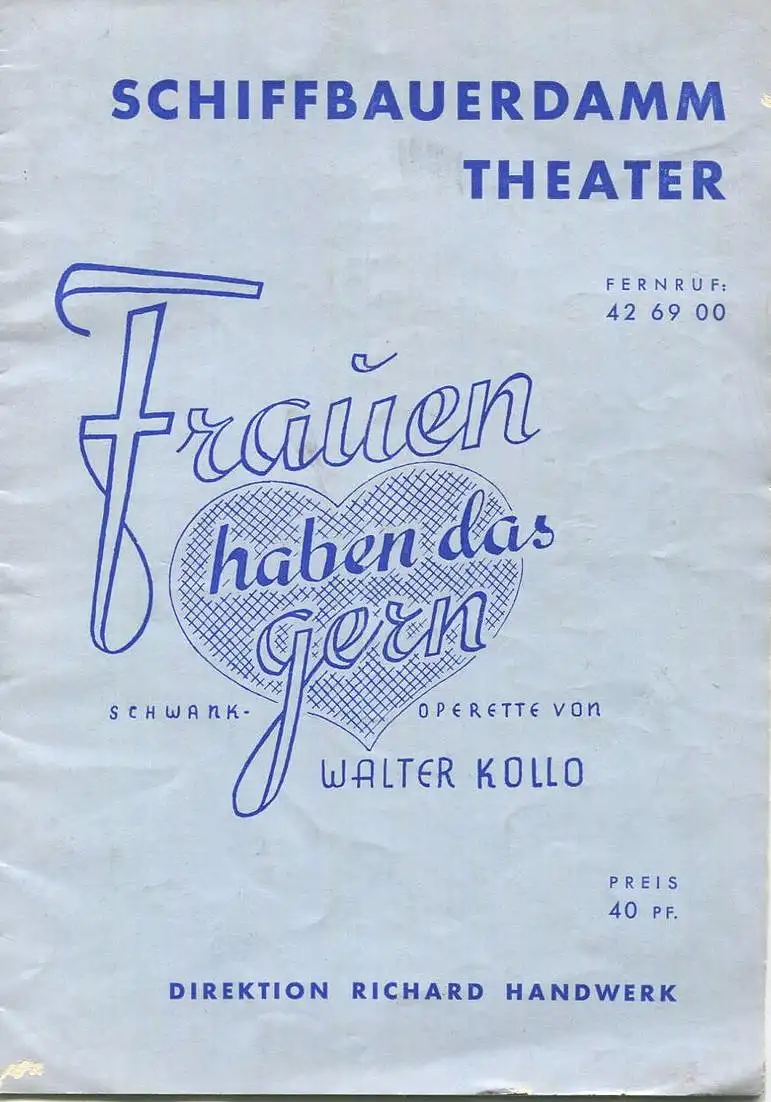 SCHIFFBAUERDAMM
THEATER
FERNRUF:
42 69 00
Frauen
haben das
gern
SCHWANK-OPERETTE VON
WALTER KOLLO
PREIS
40 PF.
DIREKTION RICHARD HANDWERK